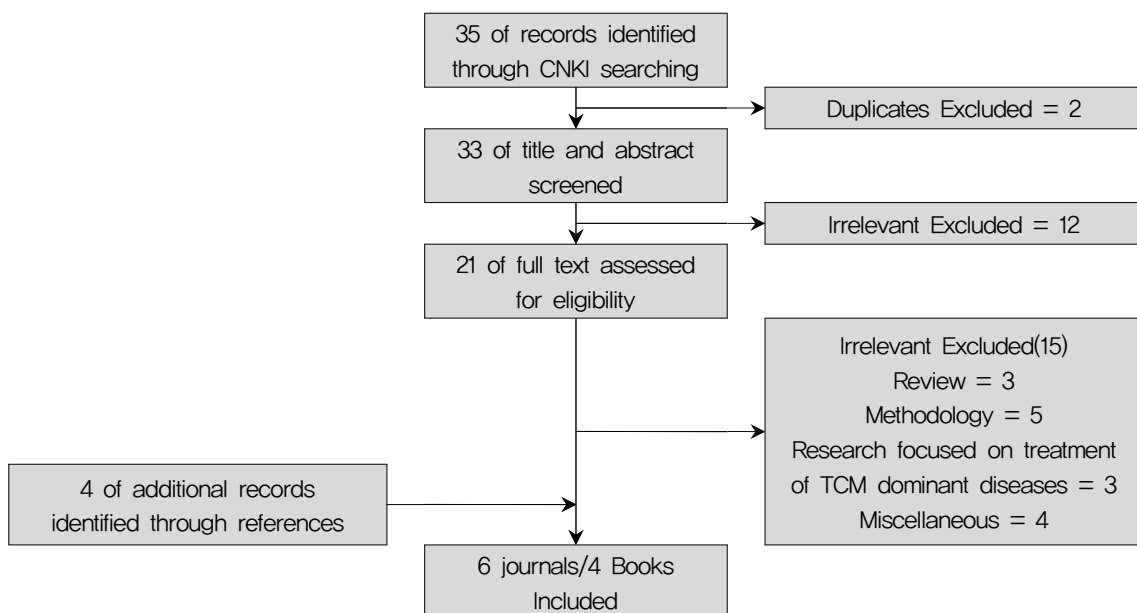 35 of records identified
through CNKI searching
Duplicates Excluded = 2
33 of title and abstract
screened
Irrelevant Excluded = 12
21 of full text assessed
for eligibility
Irrelevant Excluded(15)
Review = 3
Methodology = 5
Research focused on treatment
of TCM dominant diseases = 3
Miscellaneous = 4
4 of additional records
identified through references
6 journals/4 Books
Included